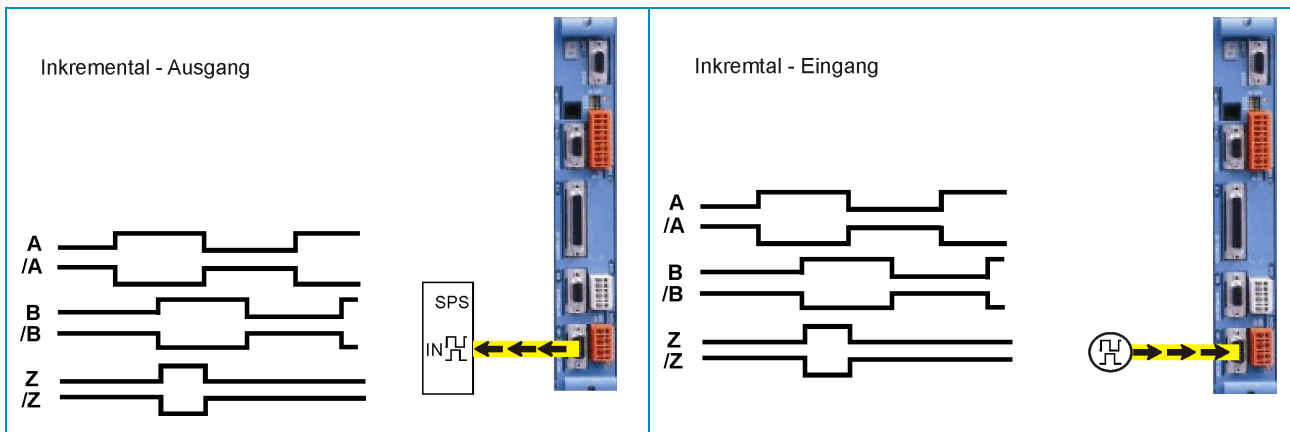 Inkremental - Ausgang
A
/A
B
/B
Z
/Z
SPS
IN
Inkremtal - Eingang
A
/A
B
/B
Z
/Z